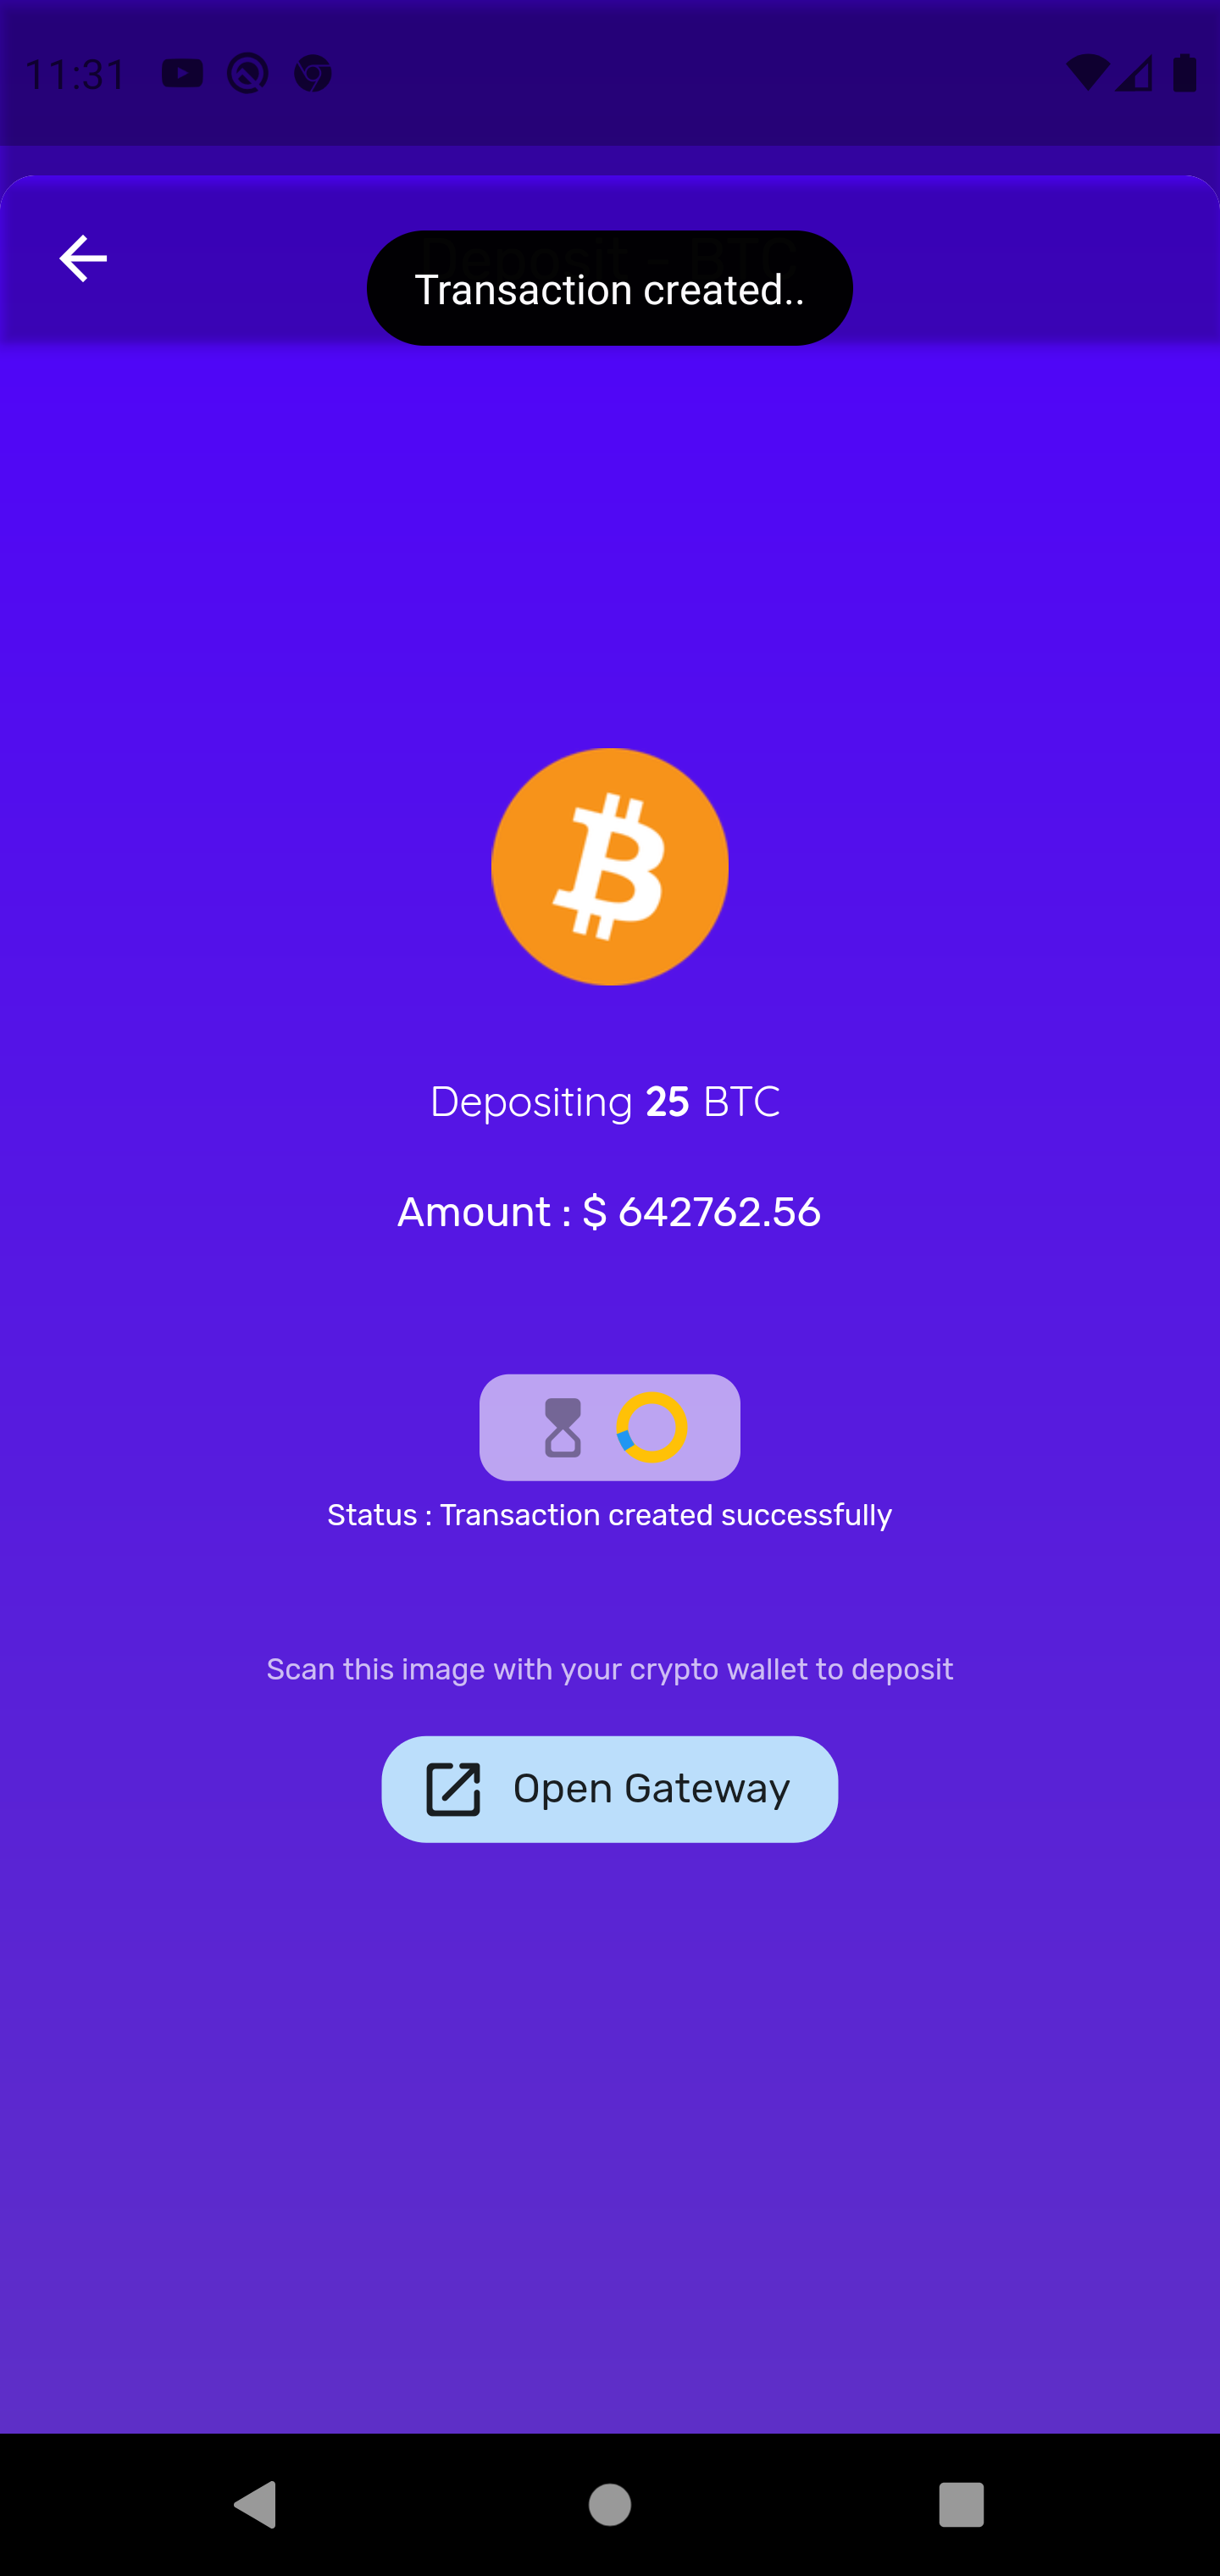 11:31
Deposit - BTC
Transaction created..
Depositing 25 BTC
Amount : $ 642762.56
Status : Transaction created successfully
Scan this image with your crypto wallet to deposit
Open Gateway